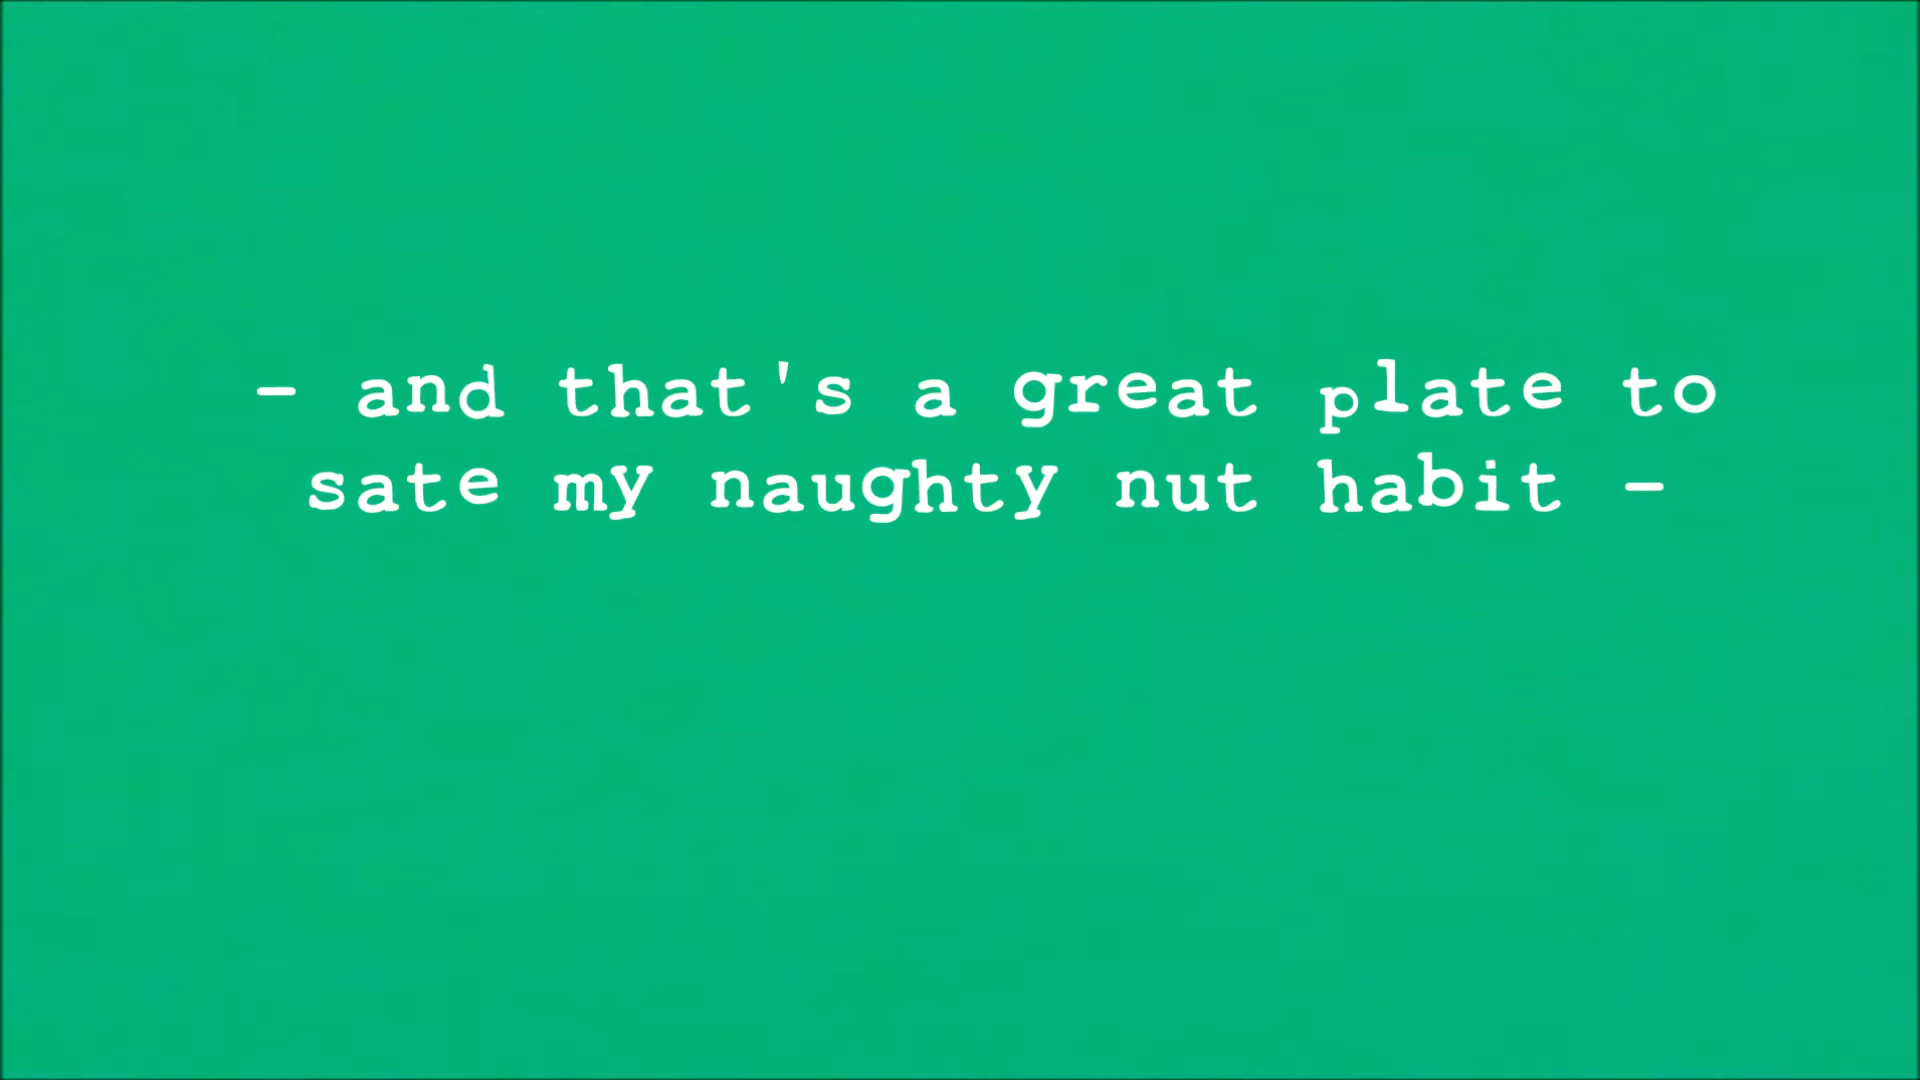 - and that's a great plate to
sate my naughty nut habit -